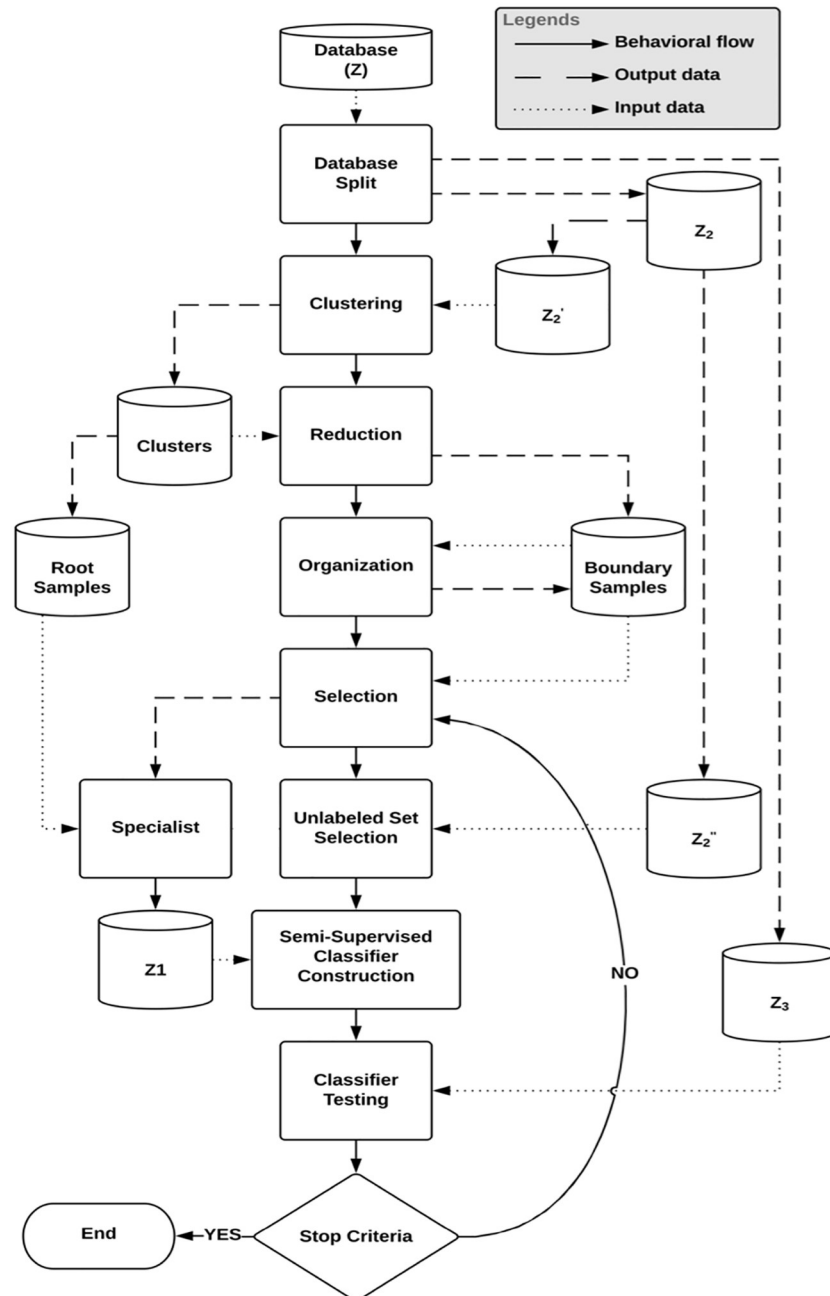 Legends
Behavioral flow
Output data
Input data
Database
(Z)
Database
Split
Z₂
Clustering
Z₂'
Clusters
Reduction
Root
Samples
Organization
Boundary
Samples
Selection
Specialist
Unlabeled Set
Selection
Z₂''
Z1
Semi-Supervised
Classifier
Construction
NO
Z₃
Classifier
Testing
End
YES
Stop Criteria